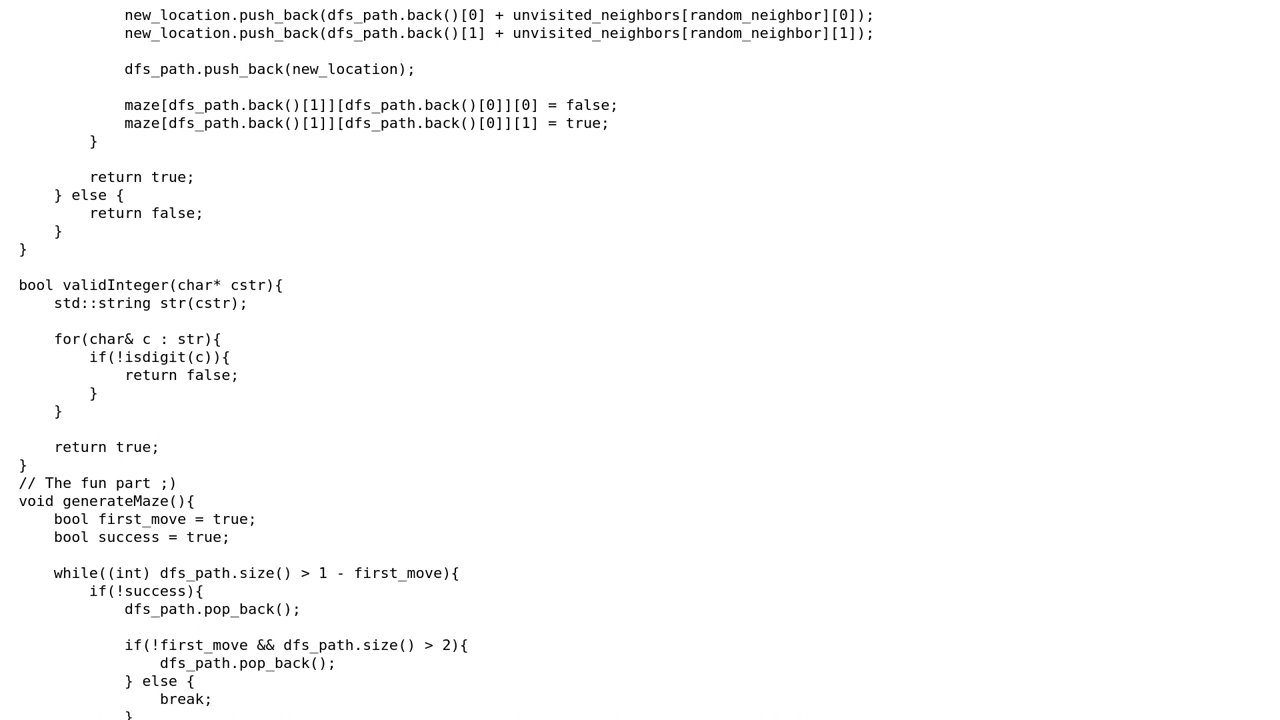 new_location.push_back(dfs_path.back()[0] + unvisited_neighbors[random_neighbor][0]);
            new_location.push_back(dfs_path.back()[1] + unvisited_neighbors[random_neighbor][1]);

            dfs_path.push_back(new_location);

            maze[dfs_path.back()[1]][dfs_path.back()[0]][0] = false;
            maze[dfs_path.back()[1]][dfs_path.back()[0]][1] = true;
        }

        return true;
    } else {
        return false;
    }
}

bool validInteger(char* cstr){
    std::string str(cstr);

    for(char& c : str){
        if(!isdigit(c)){
            return false;
        }
    }

    return true;
}
// The fun part ;)
void generateMaze(){
    bool first_move = true;
    bool success = true;

    while((int) dfs_path.size() > 1 - first_move){
        if(!success){
            dfs_path.pop_back();

            if(!first_move && dfs_path.size() > 2){
                dfs_path.pop_back();
            } else {
                break;
            }